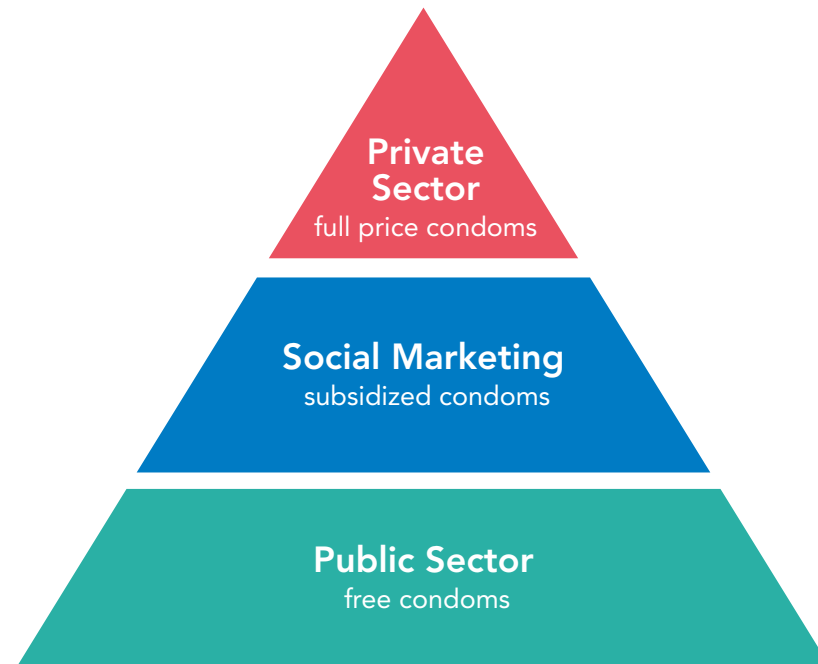 Private
Sector
full price condoms
Social Marketing
subsidized condoms
Public Sector
free condoms